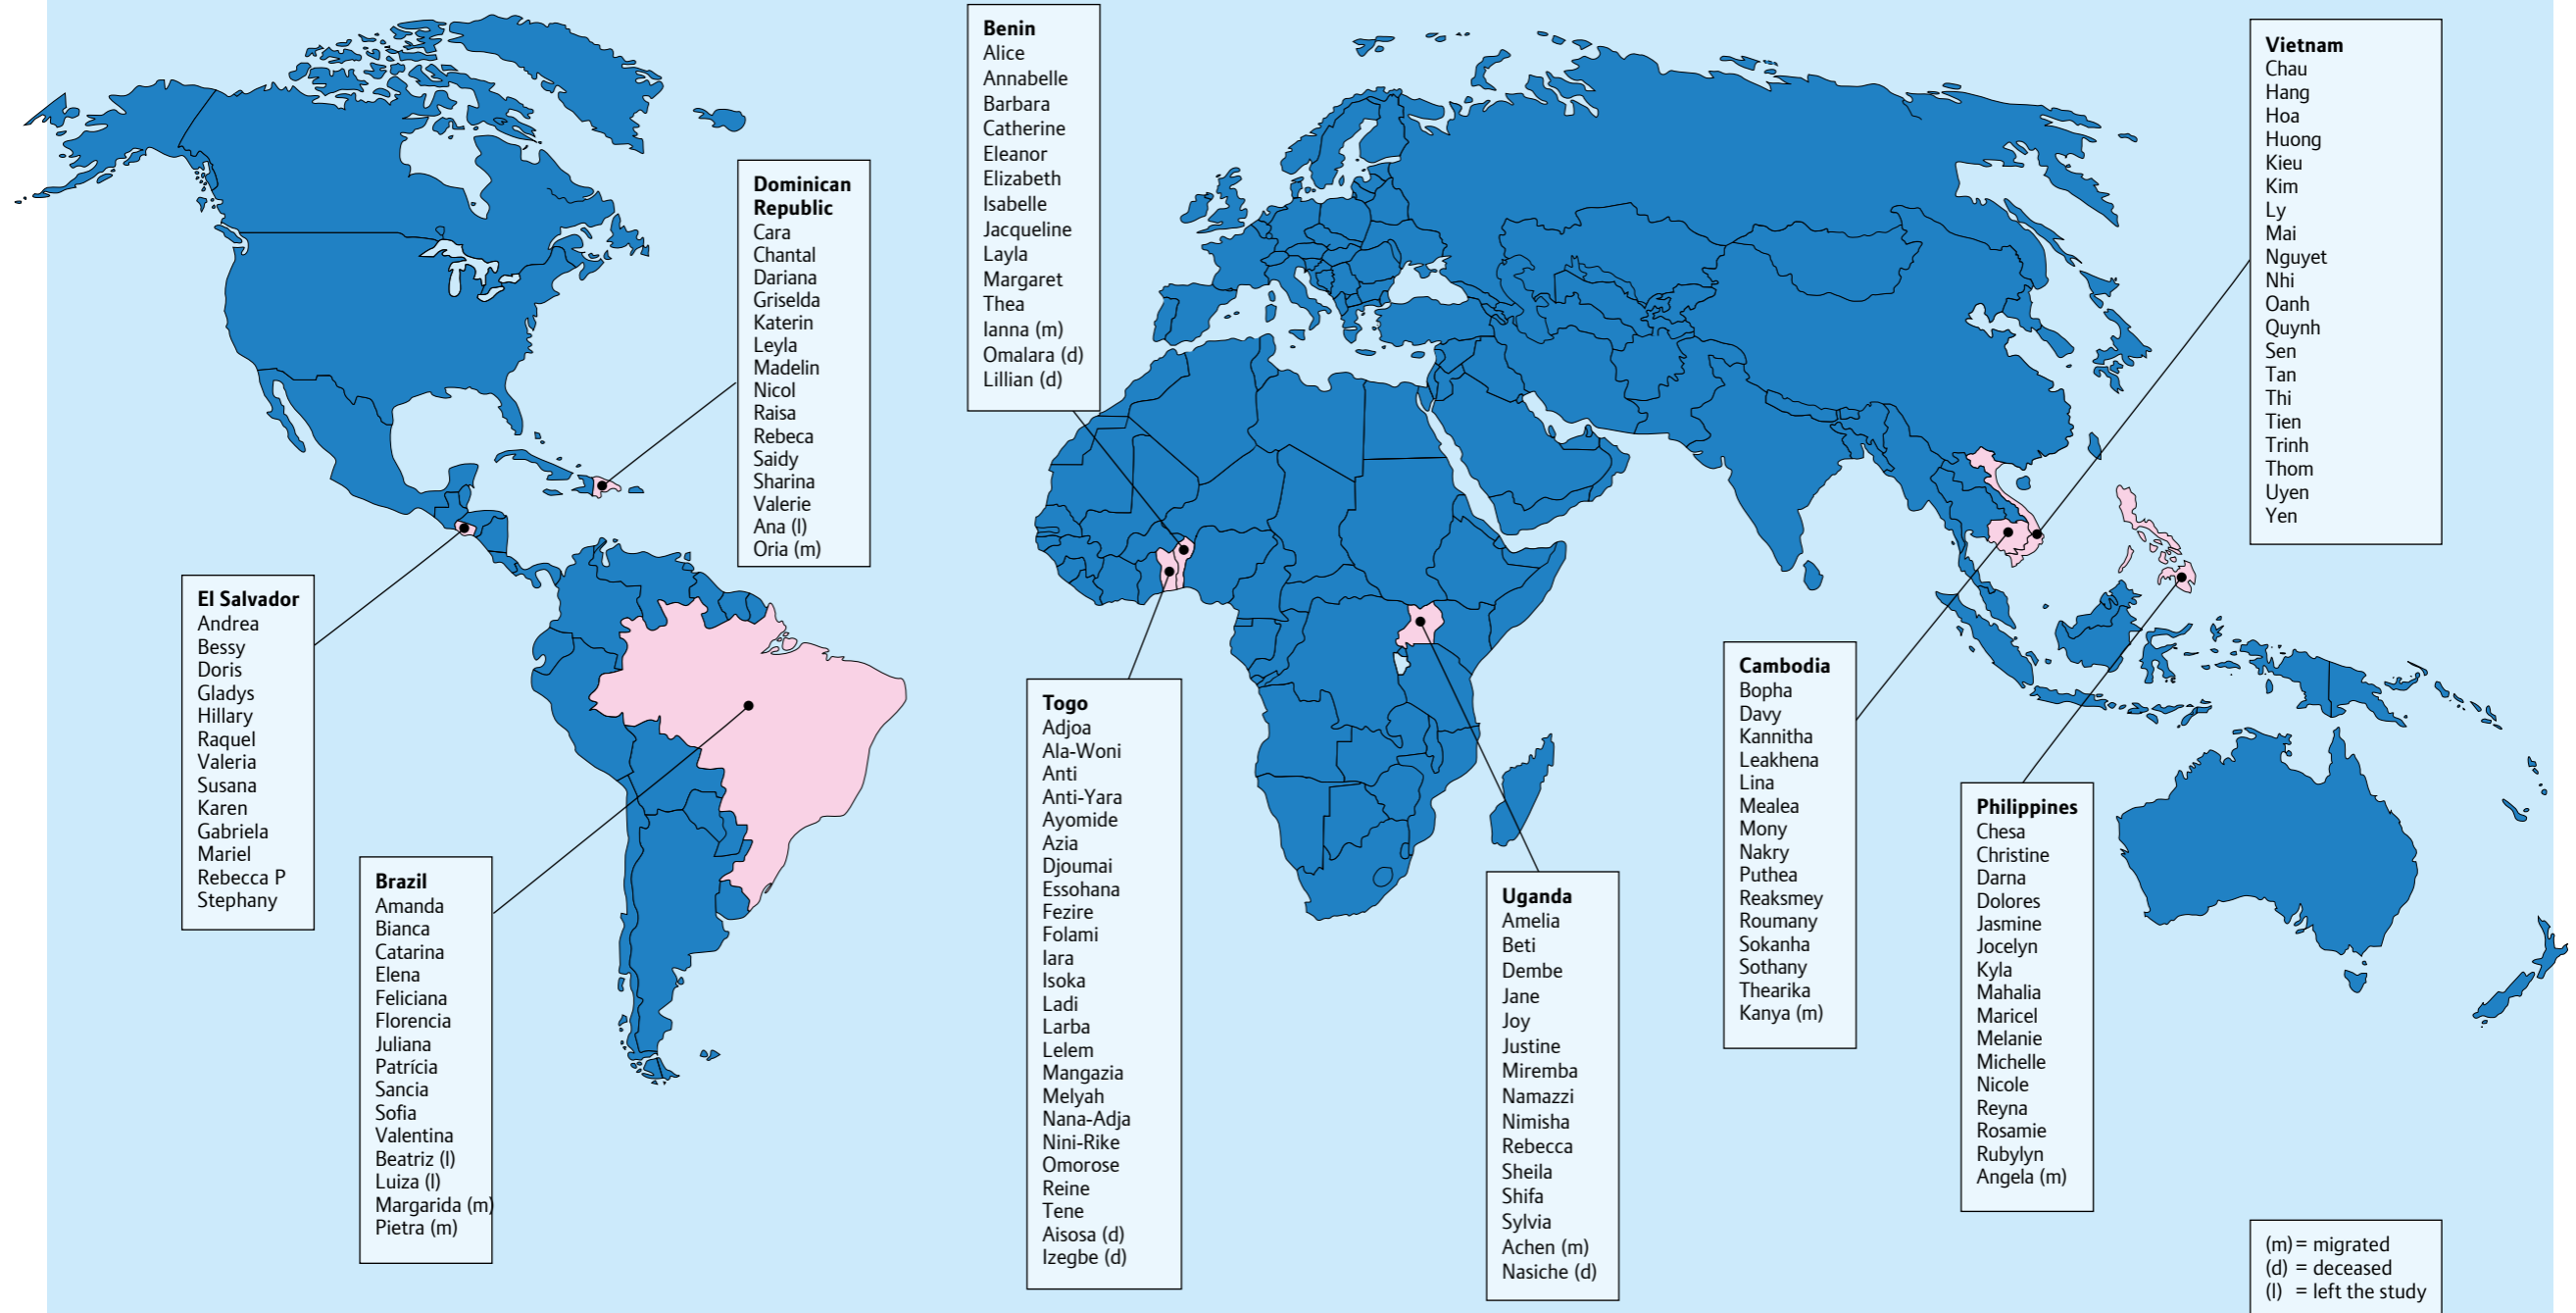 Benin
Alice
Annabelle
Barbara
Catherine
Eleanor
Elizabeth
Isabelle
Jacqueline
Layla
Margaret
Thea
Ianna (m)
Omalara (d)
Lillian (d)
Vietnam
Chau
Hang
Hoa
Huong
Kieu
Kim
Ly
Mai
Nguyet
Nhi
Oanh
Quynh
Sen
Tan
Thi
Tien
Trinh
Thom
Uyen
Yen
Dominican
Republic
Cara
Chantal
Dariana
Griselda
Katerin
Leyla
Madelin
Nicol
Raisa
Rebeca
Saidy
Sharina
Valerie
Ana (l)
Oria (m)
El Salvador
Andrea
Bessy
Doris
Gladys
Hillary
Raquel
Valeria
Susana
Karen
Gabriela
Mariel
Rebecca P
Stephany
Brazil
Amanda
Bianca
Catarina
Elena
Feliciana
Florencia
Juliana
Patrícia
Sancia
Sofia
Valentina
Beatriz (l)
Luiza (l)
Margarida (m)
Pietra (m)
Togo
Adjoa
Ala-Woni
Anti
Anti-Yara
Ayomide
Azia
Djoumai
Essohana
Fezire
Folami
Iara
Isoka
Ladi
Larba
Lelem
Mangazia
Melyah
Nana-Adja
Nini-Rike
Omorose
Reine
Tene
Aisosa (d)
Izegbe (d)
Uganda
Amelia
Beti
Dembe
Jane
Joy
Justine
Miremba
Namazzi
Nimisha
Rebecca
Sheila
Shifa
Sylvia
Achen (m)
Nasiche (d)
Cambodia
Bopha
Davy
Kannitha
Leakhena
Lina
Mealea
Mony
Nakry
Puthea
Reaksmey
Roumany
Sokanha
Sothany
Thearika
Kanya (m)
Philippines
Chesa
Christine
Darna
Dolores
Jasmine
Jocelyn
Kyla
Mahalia
Maricel
Melanie
Michelle
Nicole
Reyna
Rosamie
Rubylyn
Angela (m)
(m) = migrated
(d) = deceased
(l) = left the study